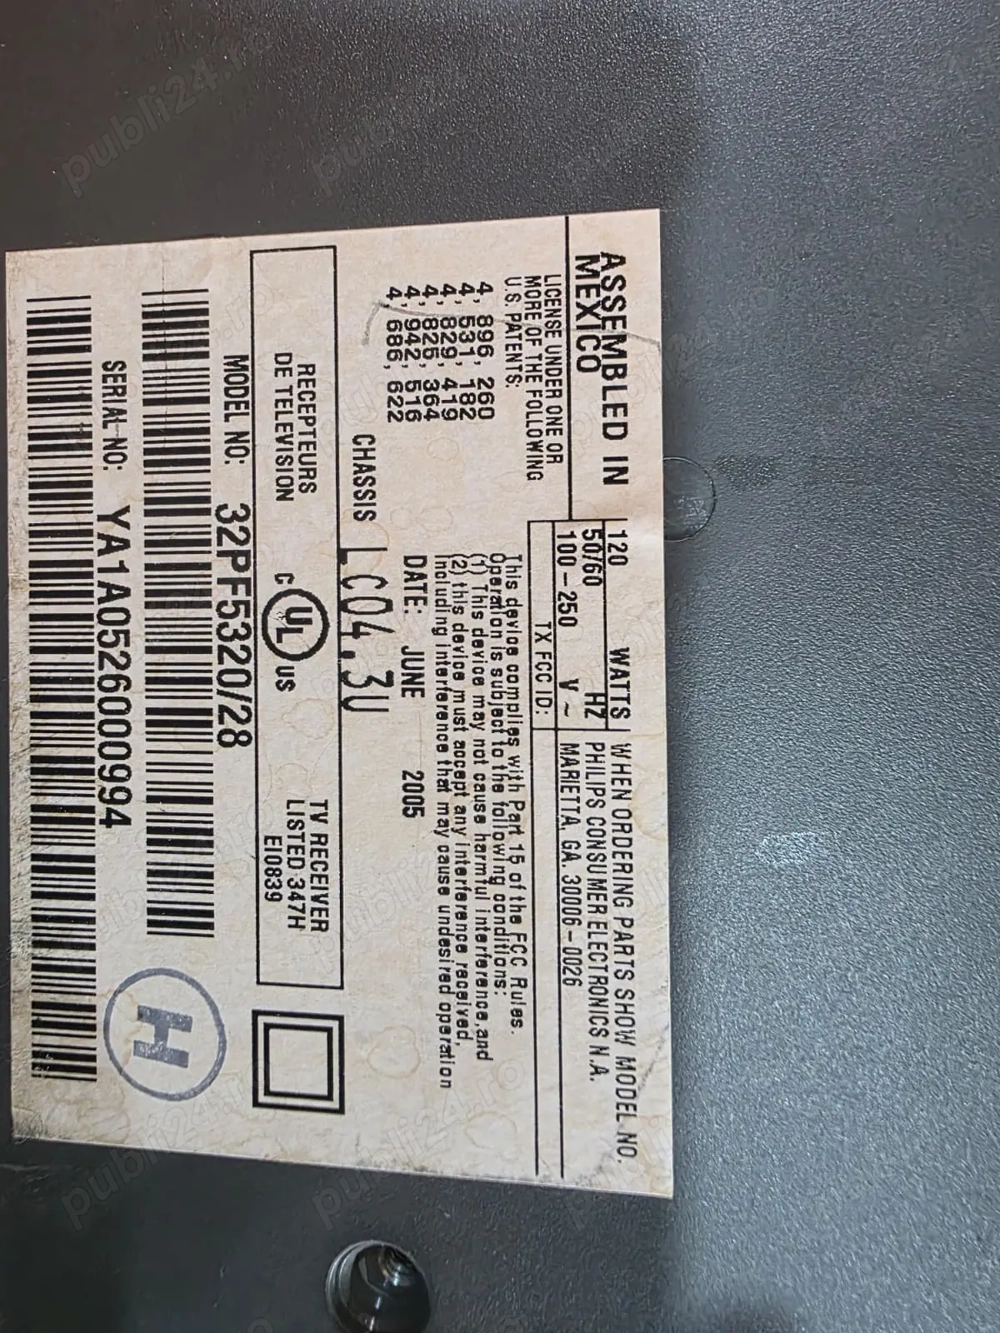 ASSEMBLED IN
MEXICO
LICENSE UNDER ONE OR
MORE OF THE FOLLOWING
U.S. PATENTS:
4, 896, 260
4, 531, 182
4, 829, 419
4, 825, 364
4, 942, 516
4, 686, 622
120 WATTS
50/60 HZ
100-250 V ~
TX FCC ID:
WHEN ORDERING PARTS SHOW MODEL NO.
PHILIPS CONSUMER ELECTRONICS N.A.
MARIETTA, GA. 30006-0026
This device complies with Part 15 of the FCC Rules.
Operation is subject to the following conditions:
(1) This device may not cause harmful interference, and
(2) this device must accept any interference received,
including interference that may cause undesired operation
DATE: JUNE 2005
CHASSIS LC04.3U
RECEPTEURS
DE TELEVISION
C UL US
TV RECEIVER
LISTED 347H
EI0839
MODEL NO: 32PF5320/28
SERIAL NO: YA1A0526000994
H
publi24.ro